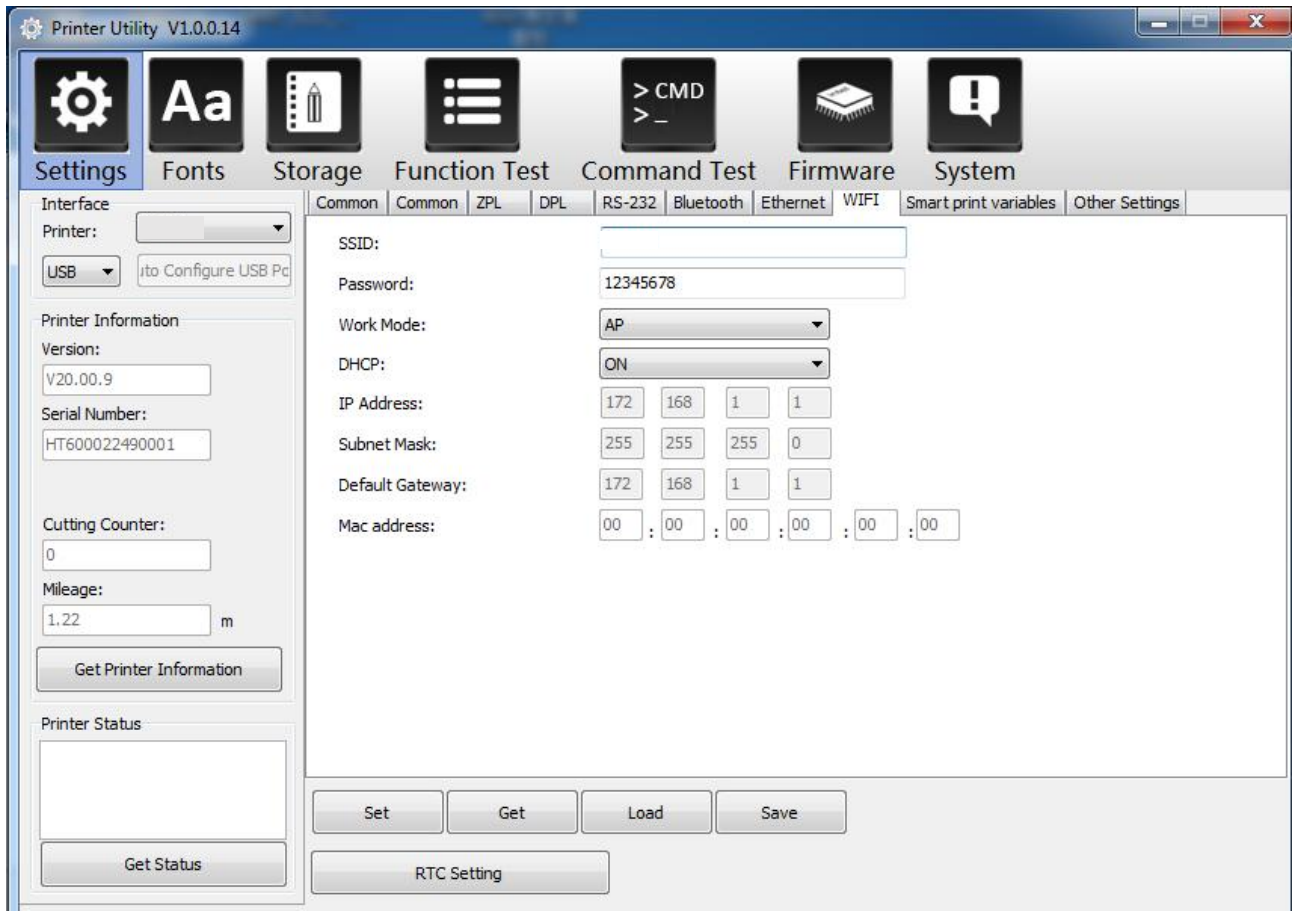 Printer Utility V1.0.0.14
Aa
> CMD
> _
Settings Fonts Storage Function Test Command Test Firmware System
Interface
Printer:
USB
uto Configure USB Po
Printer Information
Version:
V20.00.9
Serial Number:
HT600022490001
Cutting Counter:
0
Mileage:
1.22 m
Get Printer Information
Printer Status
Get Status
Common Common ZPL DPL RS-232 Bluetooth Ethernet WIFI Smart print variables Other Settings
SSID:
Password: 12345678
Work Mode: AP
DHCP: ON
IP Address: 172 168 1 1
Subnet Mask: 255 255 255 0
Default Gateway: 172 168 1 1
Mac address: 00 : 00 : 00 : 00 : 00 : 00
Set Get Load Save
RTC Setting